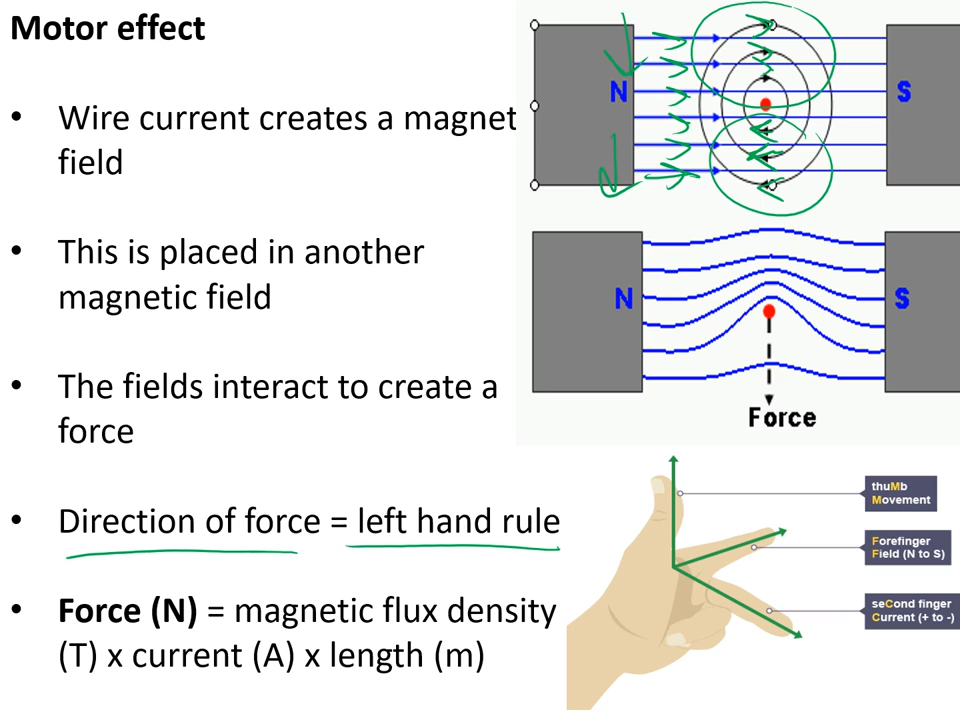 Motor effect
• Wire current creates a magnet
field
• This is placed in another
magnetic field
• The fields interact to create a
force
• Direction of force = left hand rule
• Force (N) = magnetic flux density
(T) x current (A) x length (m)
N
S
N
S
Force
thuMb
Movement
Forefinger
Field (N to S)
seCond finger
Current (+ to -)